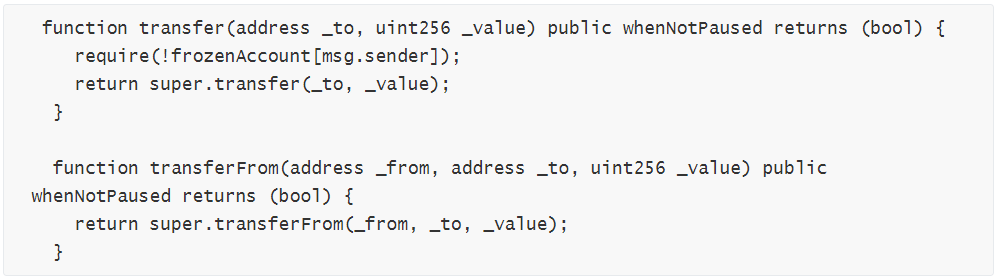 function transfer(address _to, uint256 _value) public whenNotPaused returns (bool) {
require(!frozenAccount[msg.sender]);
return super.transfer(_to, _value);
}
function transferFrom(address _from, address _to, uint256 _value) public
whenNotPaused returns (bool) {
return super.transferFrom(_from, _to, _value);
}